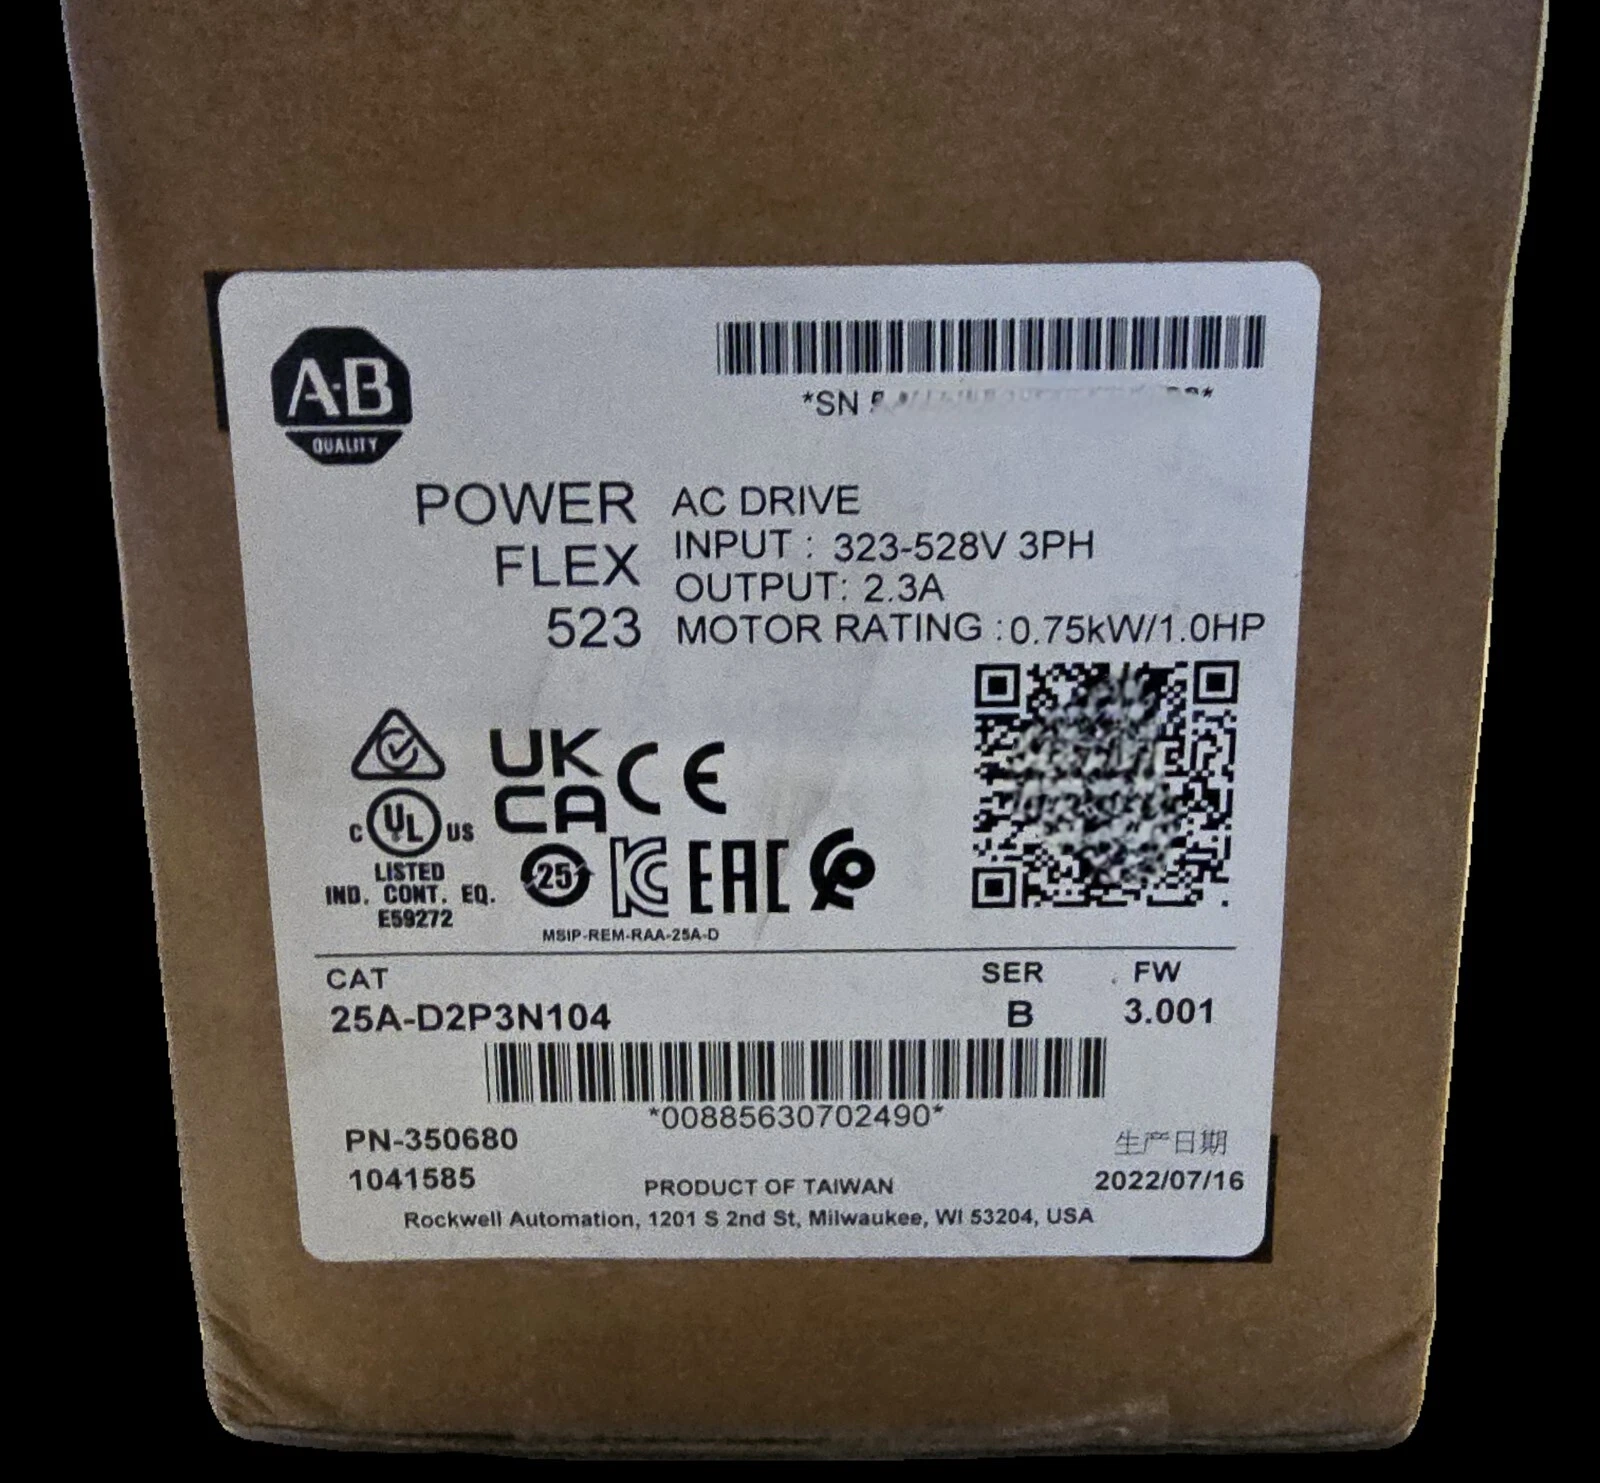 A·B
QUALITY
*SN
POWER
FLEX
523
AC DRIVE
INPUT : 323-528V 3PH
OUTPUT: 2.3A
MOTOR RATING :0.75kW/1.0HP
UK
CA
CE
C UL US
LISTED
IND. CONT. EQ.
E59272
25
KC
EAC
MSIP-REM-RAA-25A-D
CAT
25A-D2P3N104
SER
B
FW
3.001
*00885630702490*
PN-350680
1041585
生产日期
2022/07/16
PRODUCT OF TAIWAN
Rockwell Automation, 1201 S 2nd St, Milwaukee, WI 53204, USA